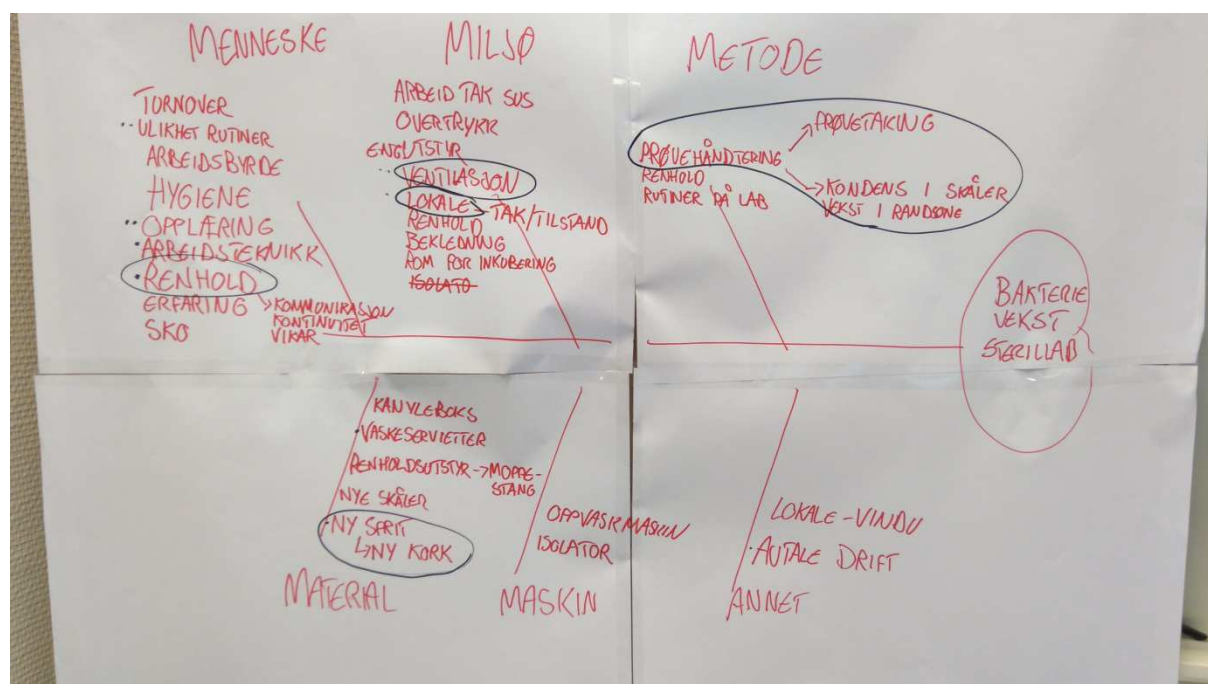 MENNESKE
TURNOVER
ULIKHET RUTINER
ARBEIDSBYRDE
HYGIENE
OPPLÆRING
ARBEIDSTEKNIKK
RENHOLD
ERFARING → KOMMUNIKASJON
KONTINUITET
SKO VIKAR
MILJØ
ARBEID TAK SUS
OVERTRYKK
ENGUTSTYR
VENTILASJON
LOKALE → TAK/TILSTAND
RENHOLD
BEKLEDNING
ROM FOR INKUBERING
ISOLATO
METODE
PRØVEHÅNDTERING → PRØVETAKING
→ KONDENS I SKÅLER
VEKST I RANDSONE
RENHOLD
RUTINER PÅ LAB
BAKTERIE
VEKST
STERILLAB
KANYLEBOKS
VASKESERVIETTER
RENHOLDSUTSTYR → MOPPE-
STANG
NYE SKÅLER
NY SPRIT
↳ NY KORK
MATERIAL
OPPVASKMASKIN
ISOLATOR
MASKIN
LOKALE - VINDU
AVTALE DRIFT
ANNET